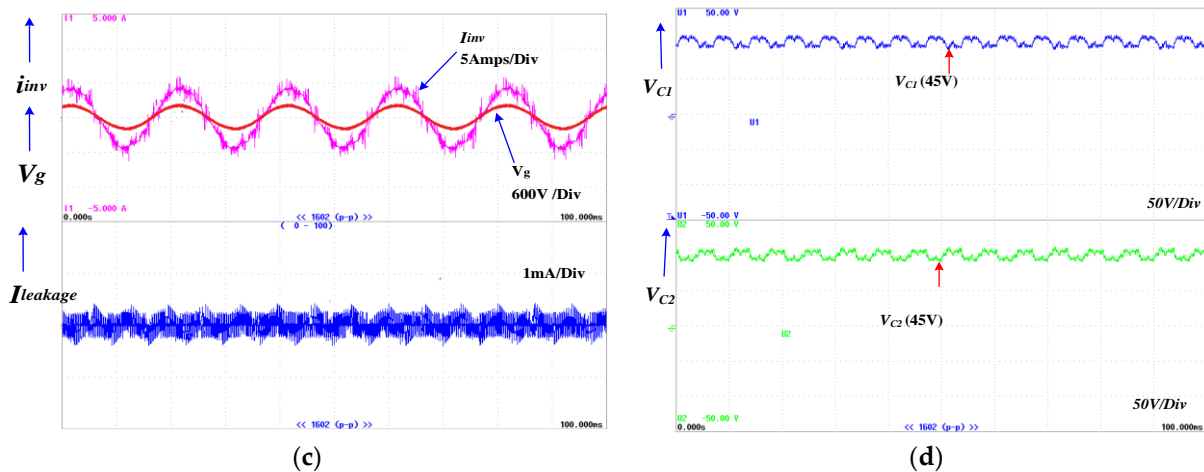 I1 5.000 A
Iinv
5Amps/Div
iinv
Vg
Vg
600V /Div
I1 -5.000 A
0.000s
<< 1602 (p-p) >>
100.000ms
( 0 - 100)
1mA/Div
Ileakage
<< 1602 (p-p) >>
100.000ms
(c)
U1 50.00 V
VC1
VC1 (45V)
U1
50V/Div
U1 -50.00 V
U2 50.00 V
VC2
VC2 (45V)
U2
50V/Div
U2 -50.00 V
0.000s
<< 1602 (p-p) >>
100.000ms
(d)